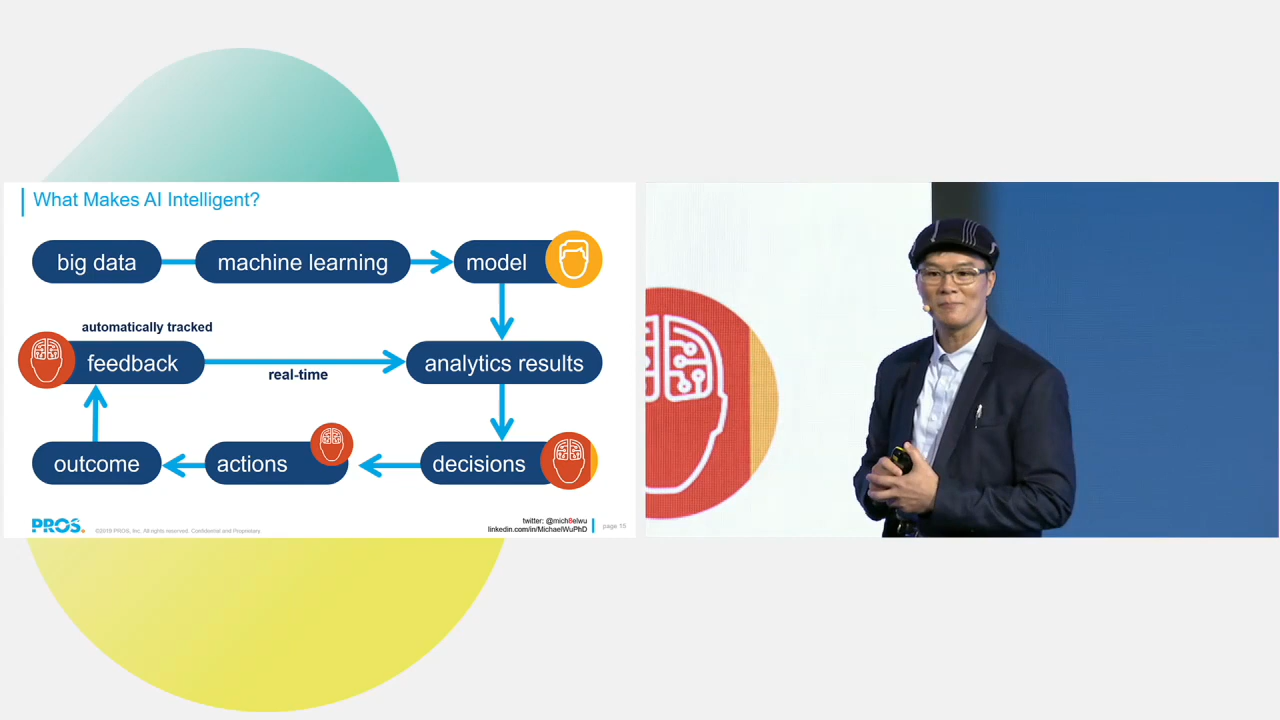 What Makes AI Intelligent?
big data
machine learning
model
automatically tracked
feedback
real-time
analytics results
outcome
actions
decisions
PROS.
©2019 PROS, Inc. All rights reserved. Confidential and Proprietary.
twitter: @mich8elwu
linkedin.com/in/MichaelWuPhD
page 15